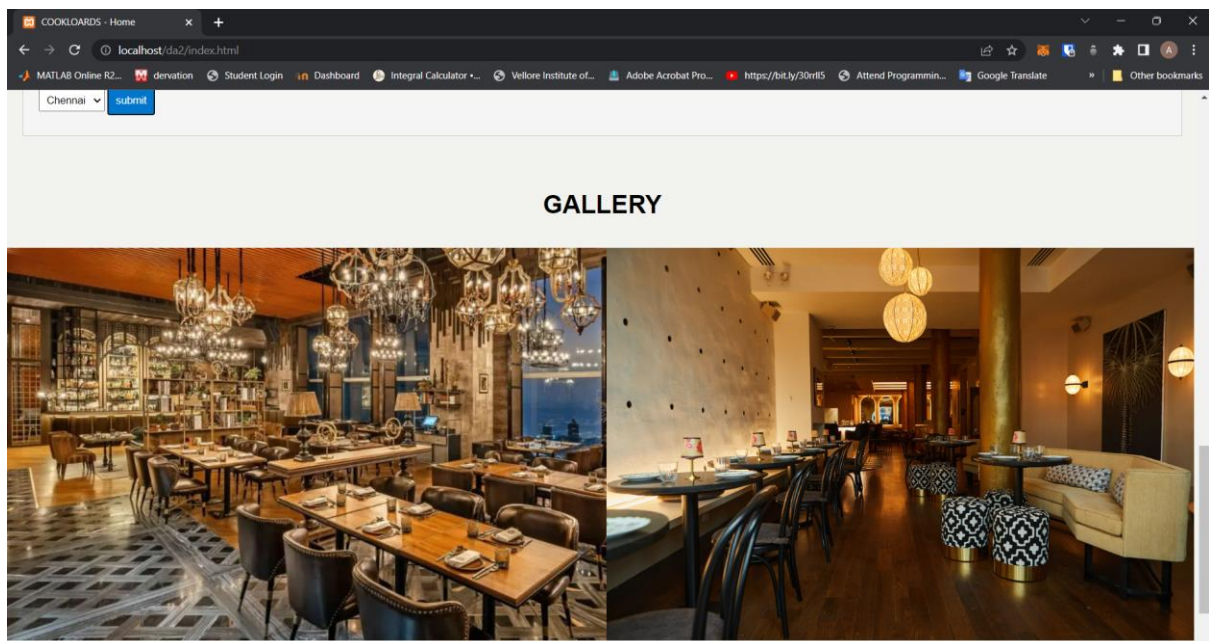 COOKLOARDS - Home
localhost/da2/index.html
A
MATLAB Online R2... dervation Student Login Dashboard Integral Calculator •... Vellore Institute of... Adobe Acrobat Pro... https://bit.ly/30rrIl5 Attend Programmin... Google Translate » Other bookmarks
Chennai submit
GALLERY